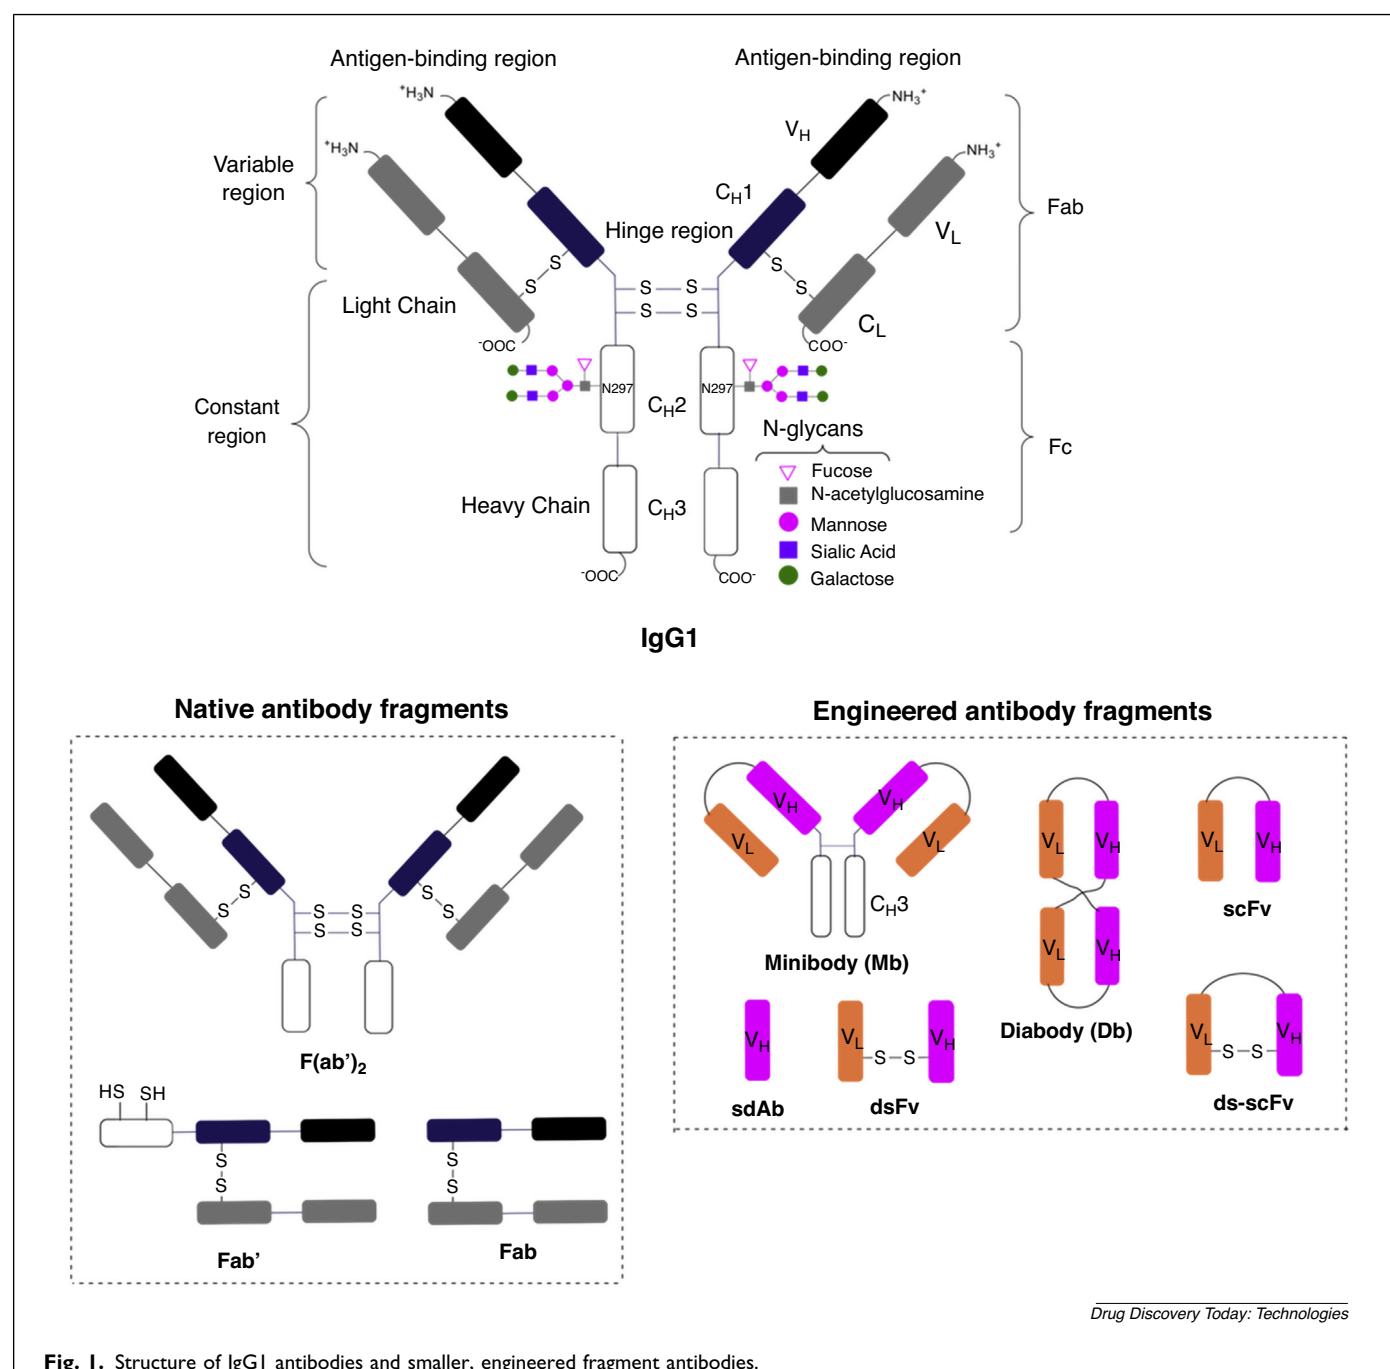 Antigen-binding region
Antigen-binding region
⁺H₃N
NH₃⁺
V_H
⁺H₃N
NH₃⁺
Variable
region
C_H1
Fab
Hinge region
V_L
S
S
S
S
Light Chain
S S
S S
C_L
⁻OOC
COO⁻
N297
N297
C_H2
Constant
region
N-glycans
Fc
Fucose
N-acetylglucosamine
Heavy Chain
C_H3
Mannose
Sialic Acid
Galactose
⁻OOC
COO⁻
IgG1
Native antibody fragments
S
S
S
S
S S
S S
F(ab’)₂
HS
SH
S
S
Fab’
S
S
Fab
Engineered antibody fragments
V_H
V_H
V_L
V_L
C_H3
Minibody (Mb)
V_L
V_H
V_L
V_H
Diabody (Db)
V_L
V_H
scFv
V_H
sdAb
V_L
V_H
S S
dsFv
V_L
V_H
S S
ds-scFv
Drug Discovery Today: Technologies
Fig. 1. Structure of IgG1 antibodies and smaller, engineered fragment antibodies.